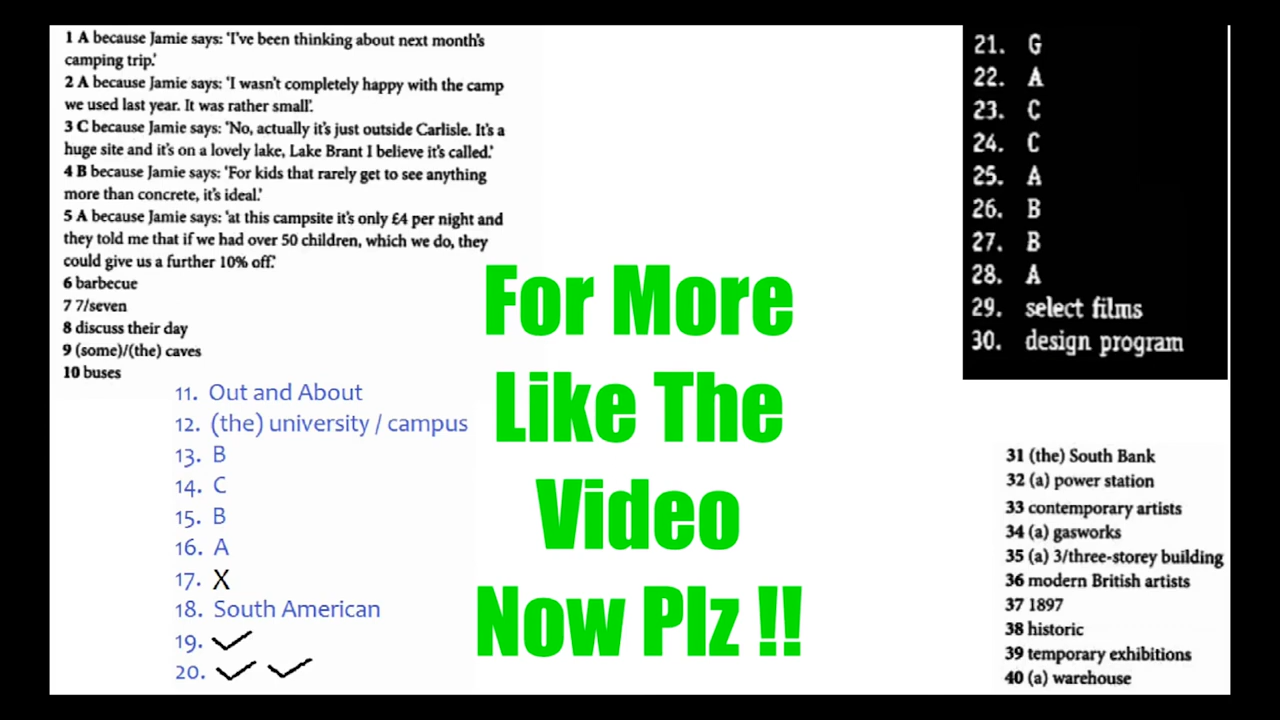 1 A because Jamie says: 'I've been thinking about next month's
camping trip.'
2 A because Jamie says: 'I wasn't completely happy with the camp
we used last year. It was rather small'.
3 C because Jamie says: 'No, actually it's just outside Carlisle. It's a
huge site and it's on a lovely lake, Lake Brant I believe it's called.'
4 B because Jamie says: 'For kids that rarely get to see anything
more than concrete, it's ideal.'
5 A because Jamie says: 'at this campsite it's only £4 per night and
they told me that if we had over 50 children, which we do, they
could give us a further 10% off.'
6 barbecue
7 7/seven
8 discuss their day
9 (some)/(the) caves
10 buses
11. Out and About
12. (the) university / campus
13. B
14. C
15. B
16. A
17. X
18. South American
19. ✓
20. ✓ ✓
For More
Like The
Video
Now Plz !!
21. G
22. A
23. C
24. C
25. A
26. B
27. B
28. A
29. select films
30. design program
31 (the) South Bank
32 (a) power station
33 contemporary artists
34 (a) gasworks
35 (a) 3/three-storey building
36 modern British artists
37 1897
38 historic
39 temporary exhibitions
40 (a) warehouse